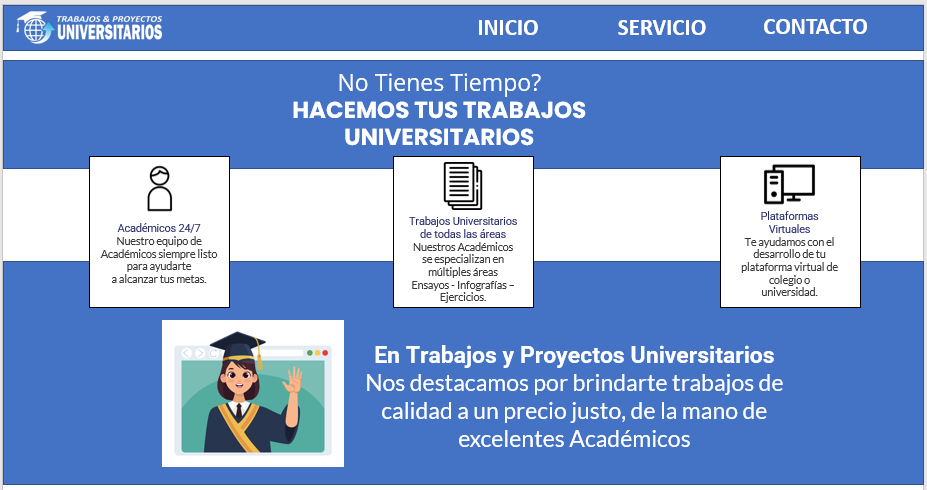 TRABAJOS & PROYECTOS
UNIVERSITARIOS
INICIO
SERVICIO
CONTACTO
No Tienes Tiempo?
HACEMOS TUS TRABAJOS
UNIVERSITARIOS
Académicos 24/7
Nuestro equipo de
Académicos siempre listo
para ayudarte
a alcanzar tus metas.
Trabajos Universitarios
de todas las áreas
Nuestros Académicos
se especializan en
múltiples áreas
Ensayos - Infografías –
Ejercicios.
Plataformas
Virtuales
Te ayudamos con el
desarrollo de tu
plataforma virtual de
colegio o
universidad.
En Trabajos y Proyectos Universitarios
Nos destacamos por brindarte trabajos de
calidad a un precio justo, de la mano de
excelentes Académicos